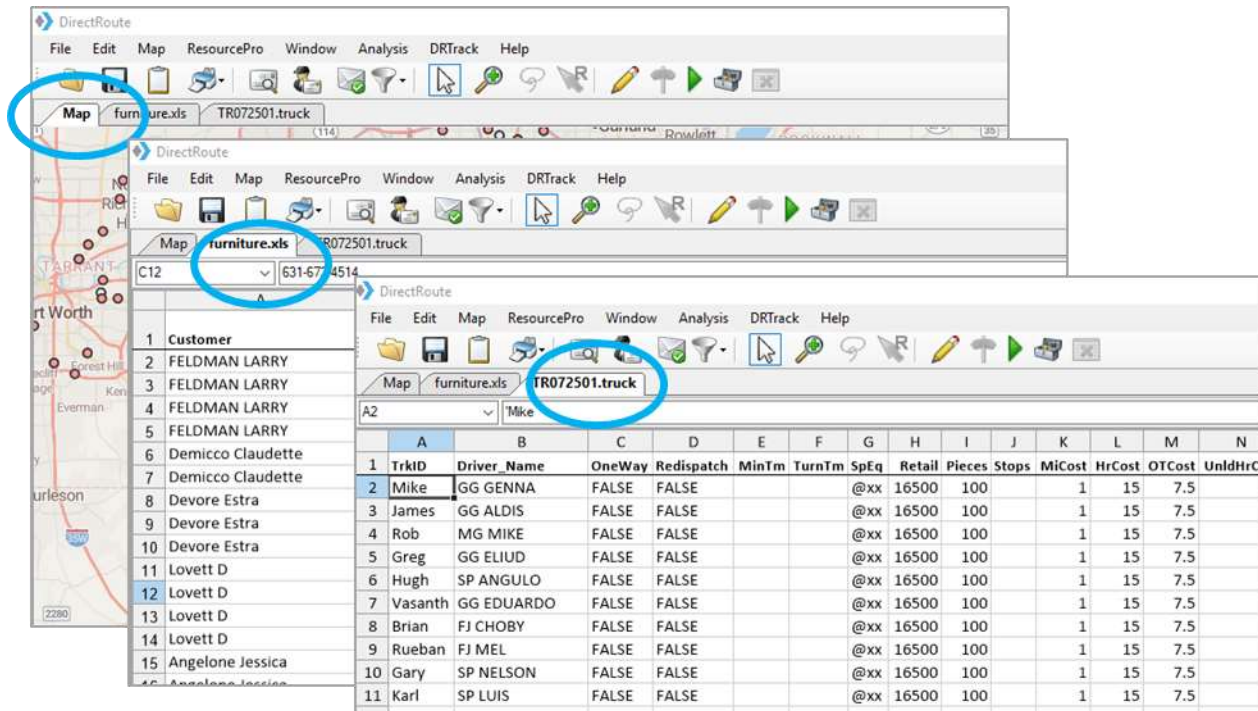 DirectRoute
File Edit Map ResourcePro Window Analysis DRTrack Help
Map furniture.xls TR072501.truck
114
Garland Rowlett
35
TARRANT
rt Worth
Forest Hill
Everman
urleson
35W
2280
DirectRoute
File Edit Map ResourcePro Window Analysis DRTrack Help
Map furniture.xls TR072501.truck
C12
A
1 Customer
2 FELDMAN LARRY
3 FELDMAN LARRY
4 FELDMAN LARRY
5 FELDMAN LARRY
6 Demicco Claudette
7 Demicco Claudette
8 Devore Estra
9 Devore Estra
10 Devore Estra
11 Lovett D
12 Lovett D
13 Lovett D
14 Lovett D
15 Angelone Jessica
16 Angelone Jessica
DirectRoute
File Edit Map ResourcePro Window Analysis DRTrack Help
Map furniture.xls TR072501.truck
A2 'Mike
A B C D E F G H I J K L M N
1 TrkID Driver_Name OneWay Redispatch MinTm TurnTm SpEq Retail Pieces Stops MiCost HrCost OTCost UnldHrC
2 Mike GG GENNA FALSE FALSE @xx 16500 100 1 15 7.5
3 James GG ALDIS FALSE FALSE @xx 16500 100 1 15 7.5
4 Rob MG MIKE FALSE FALSE @xx 16500 100 1 15 7.5
5 Greg GG ELIUD FALSE FALSE @xx 16500 100 1 15 7.5
6 Hugh SP ANGULO FALSE FALSE @xx 16500 100 1 15 7.5
7 Vasanth GG EDUARDO FALSE FALSE @xx 16500 100 1 15 7.5
8 Brian FJ CHOBY FALSE FALSE @xx 16500 100 1 15 7.5
9 Rueban FJ MEL FALSE FALSE @xx 16500 100 1 15 7.5
10 Gary SP NELSON FALSE FALSE @xx 16500 100 1 15 7.5
11 Karl SP LUIS FALSE FALSE @xx 16500 100 1 15 7.5